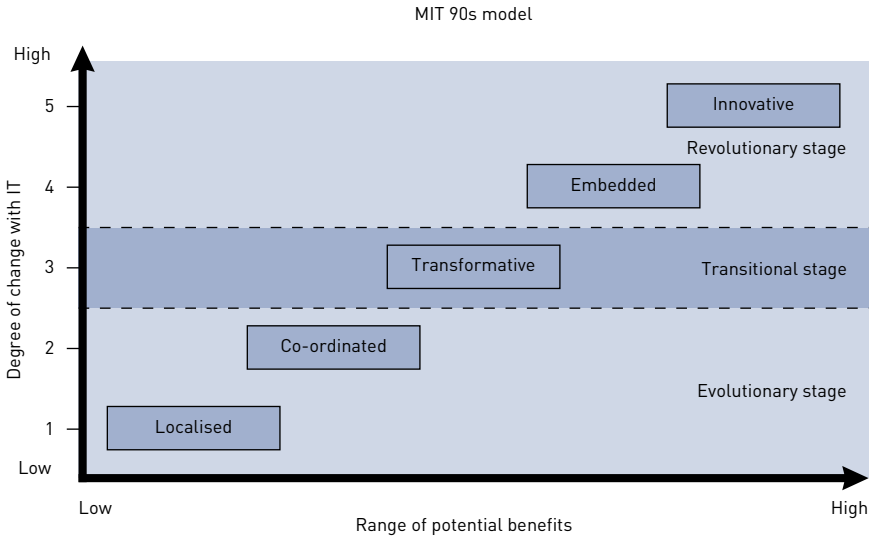 MIT 90s model
High
5
Innovative
Revolutionary stage
4
Embedded
3
Transformative
Transitional stage
2
Co-ordinated
Evolutionary stage
1
Localised
Low
Degree of change with IT
Low
High
Range of potential benefits